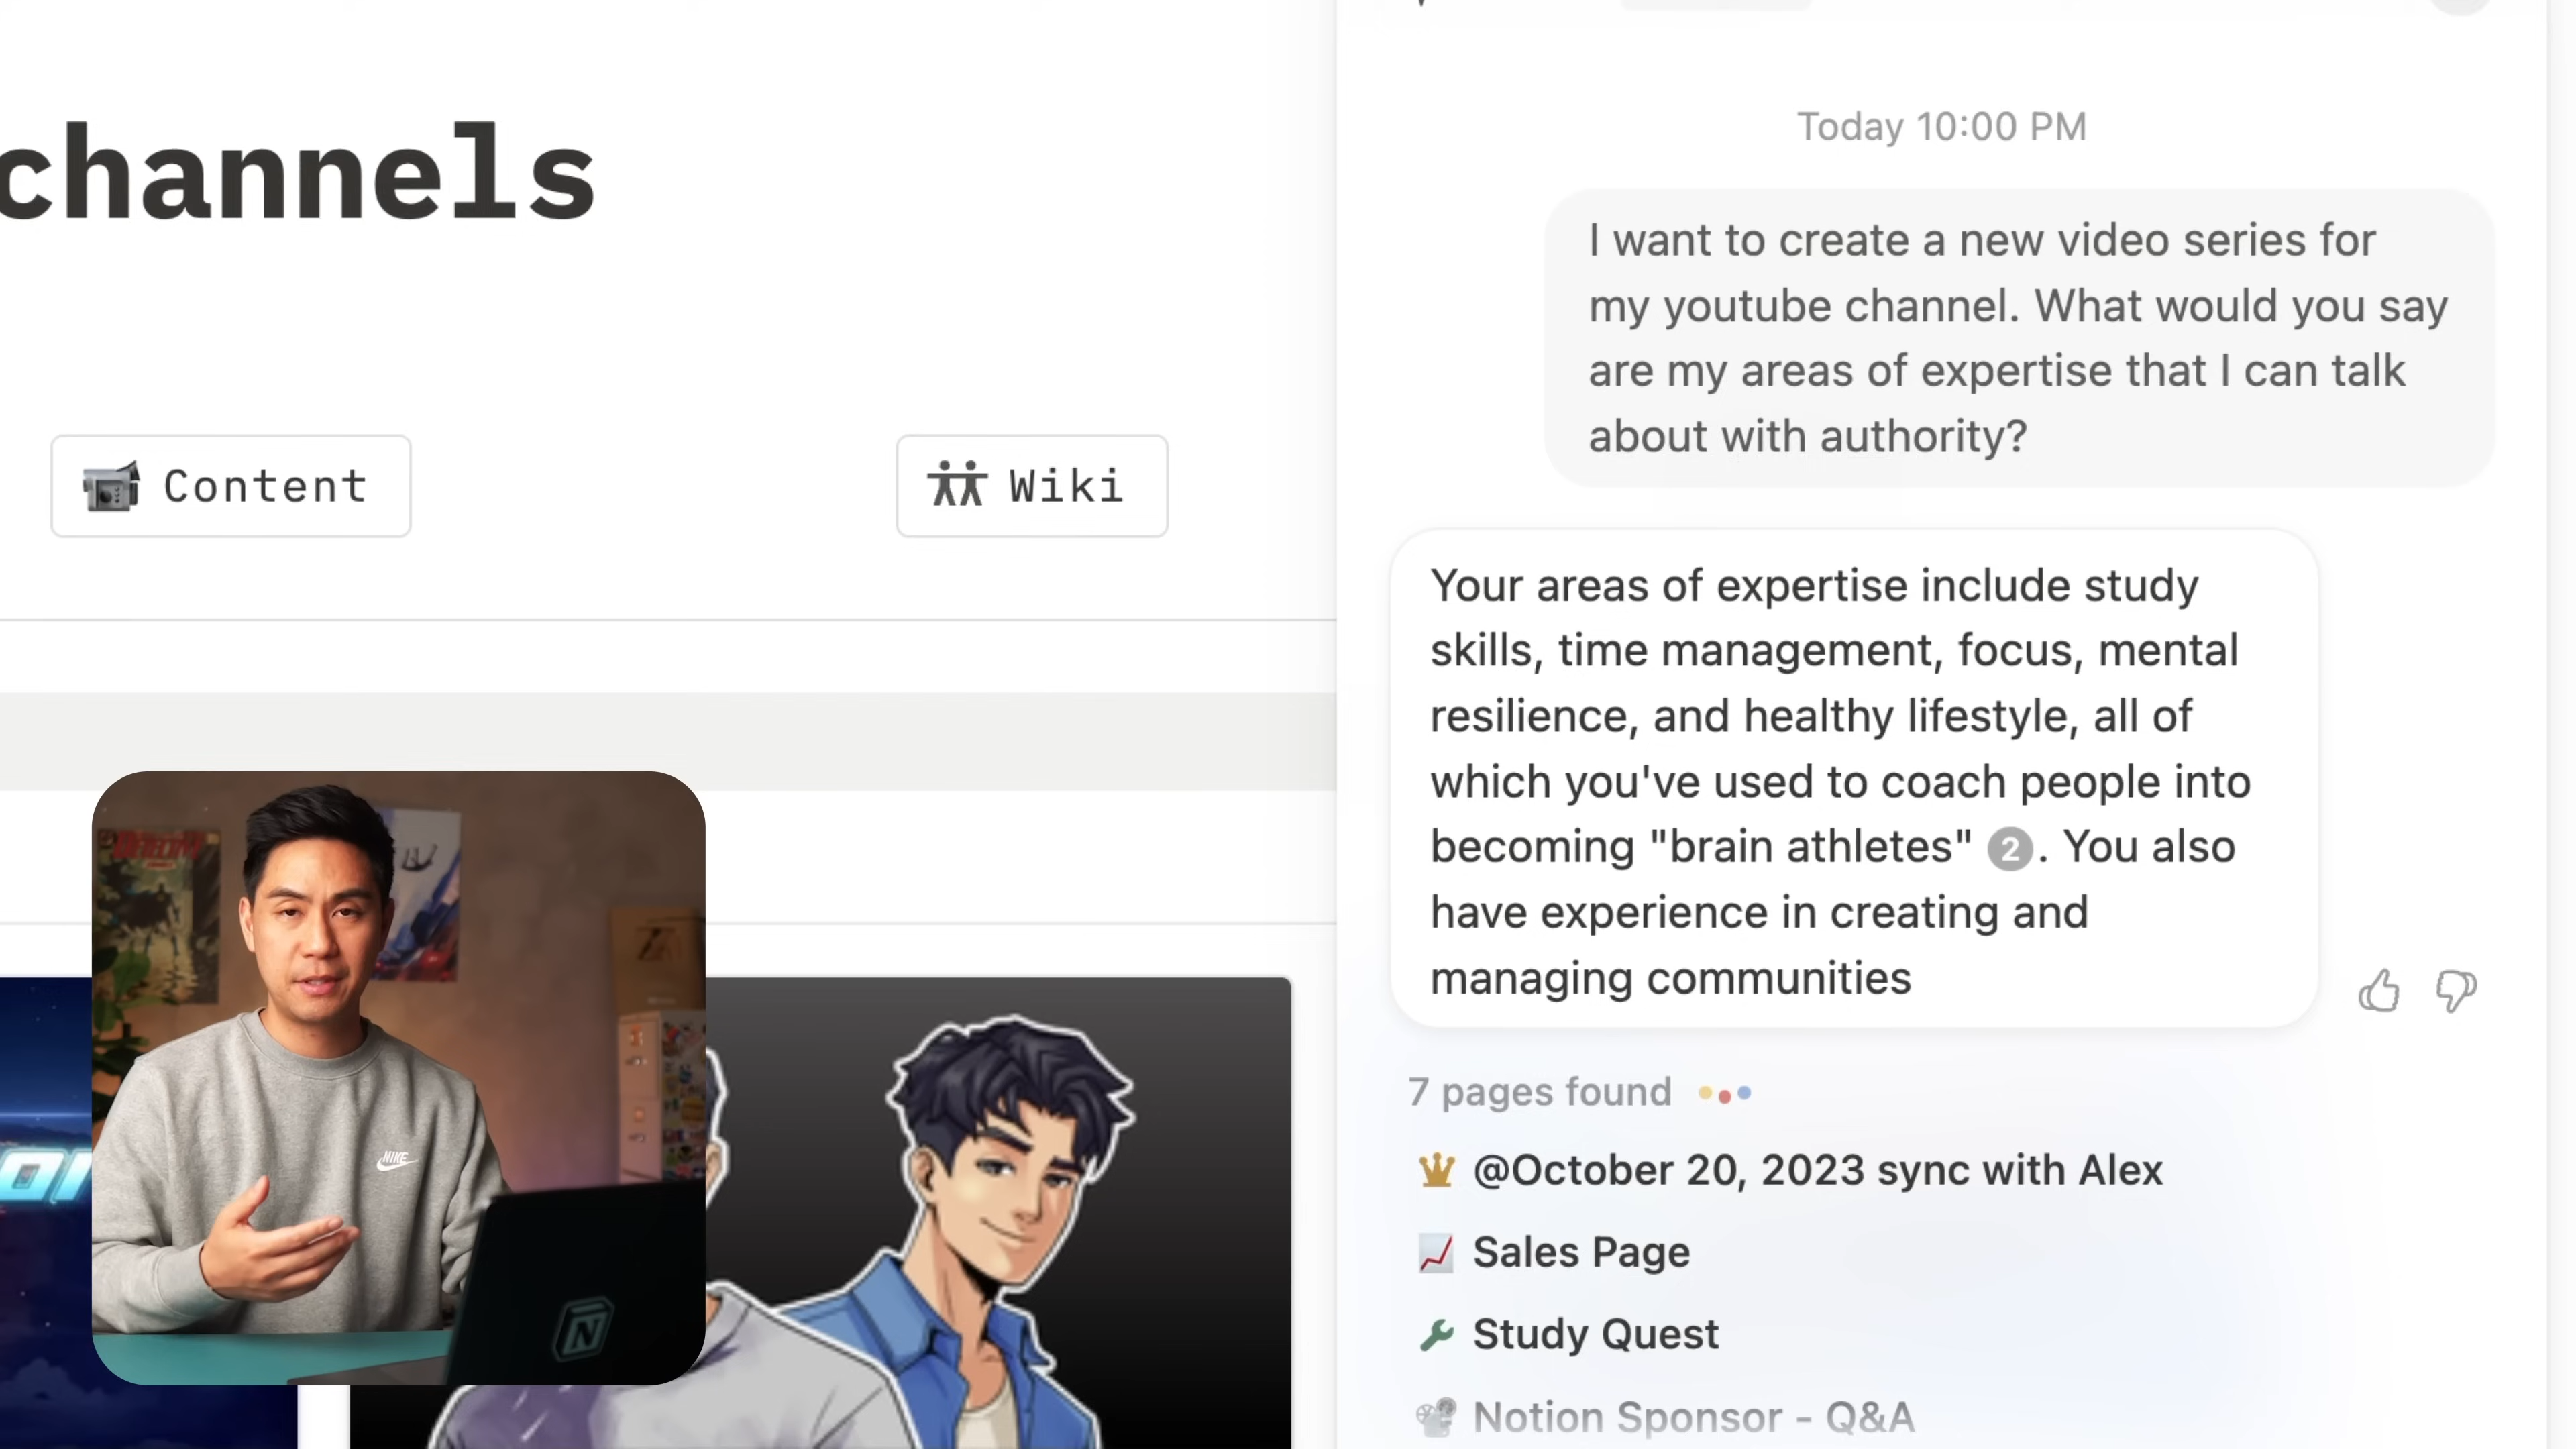 channels
Content
Wiki
NIKE
N
Today 10:00 PM
I want to create a new video series for
my youtube channel. What would you say
are my areas of expertise that I can talk
about with authority?
Your areas of expertise include study
skills, time management, focus, mental
resilience, and healthy lifestyle, all of
which you've used to coach people into
becoming "brain athletes" 2. You also
have experience in creating and
managing communities
7 pages found
@October 20, 2023 sync with Alex
Sales Page
Study Quest
Notion Sponsor - Q&A